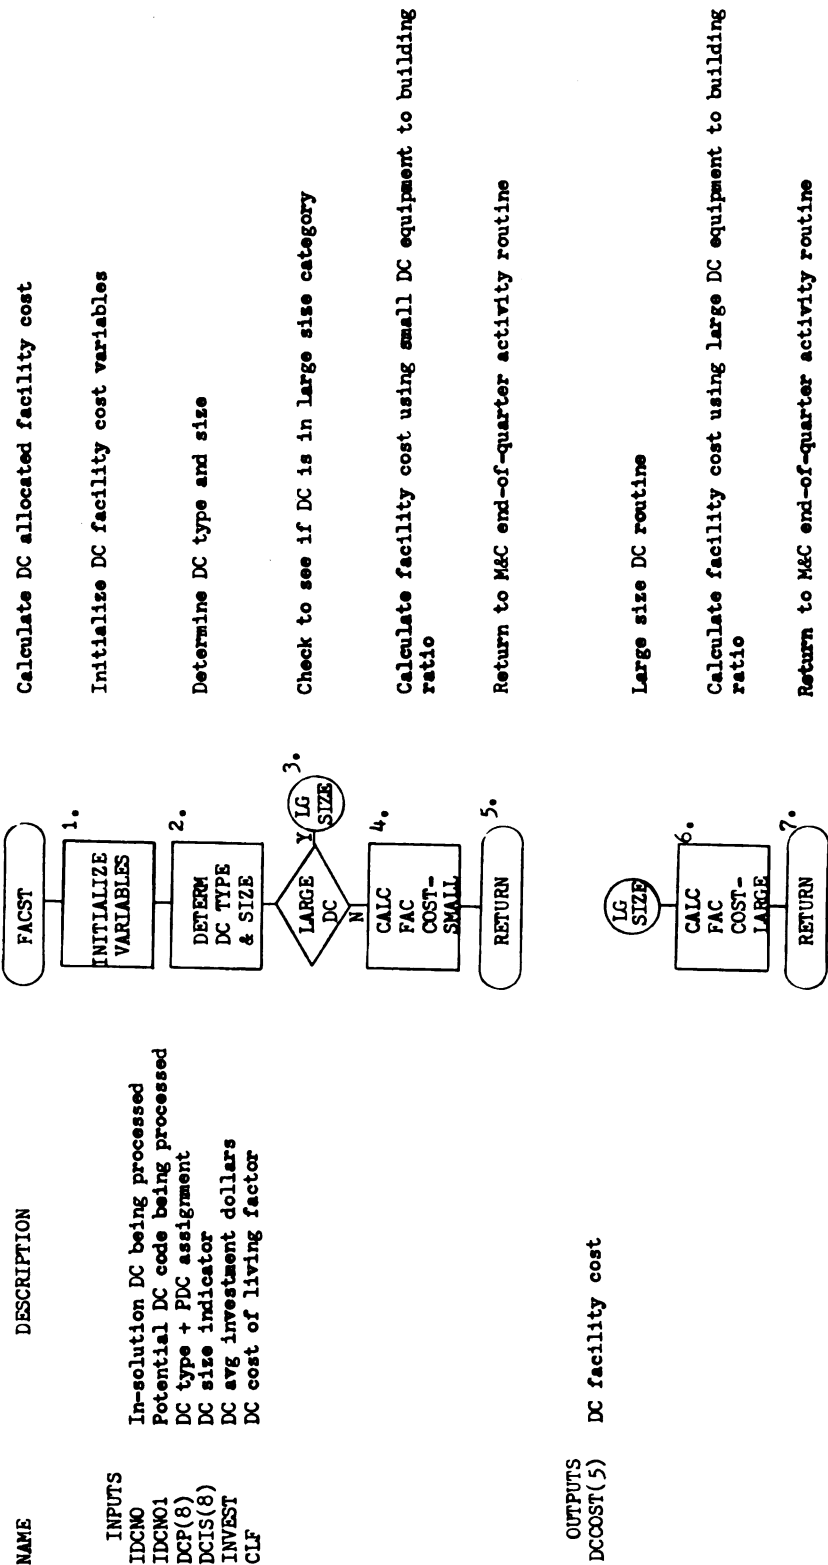 NAME DESCRIPTION
INPUTS
IDCNO In-solution DC being processed
IDCNO1 Potential DC code being processed
DCP(8) DC type + PDC assignment
DCIS(8) DC size indicator
INVEST DC avg investment dollars
CLF DC cost of living factor
OUTPUTS
DCCOST(5) DC facility cost
FACST
1.
INITIALIZE
VARIABLES
2.
DETERM
DC TYPE
& SIZE
3.
LARGE
DC
Y
LG
SIZE
N
4.
CALC
FAC
COST-
SMALL
5.
RETURN
LG
SIZE
6.
CALC
FAC
COST-
LARGE
7.
RETURN
Calculate DC allocated facility cost
Initialize DC facility cost variables
Determine DC type and size
Check to see if DC is in large size category
Calculate facility cost using small DC equipment to building
ratio
Return to M&C end-of-quarter activity routine
Large size DC routine
Calculate facility cost using large DC equipment to building
ratio
Return to M&C end-of-quarter activity routine